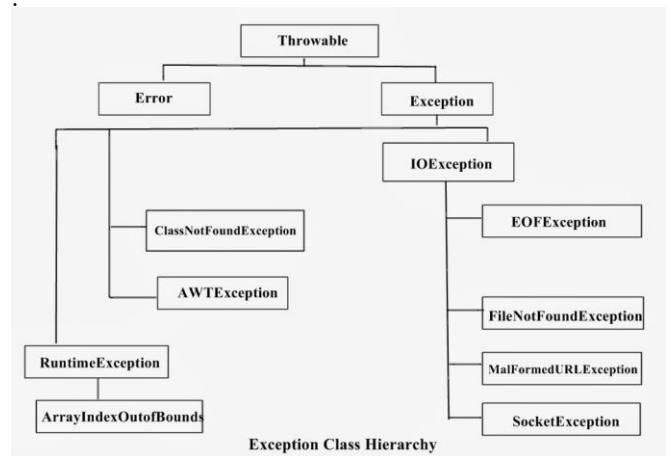 Throwable
Error
Exception
IOException
ClassNotFoundException
EOFException
AWTException
FileNotFoundException
RuntimeException
MalFormedURLException
ArrayIndexOutofBounds
SocketException
Exception Class Hierarchy